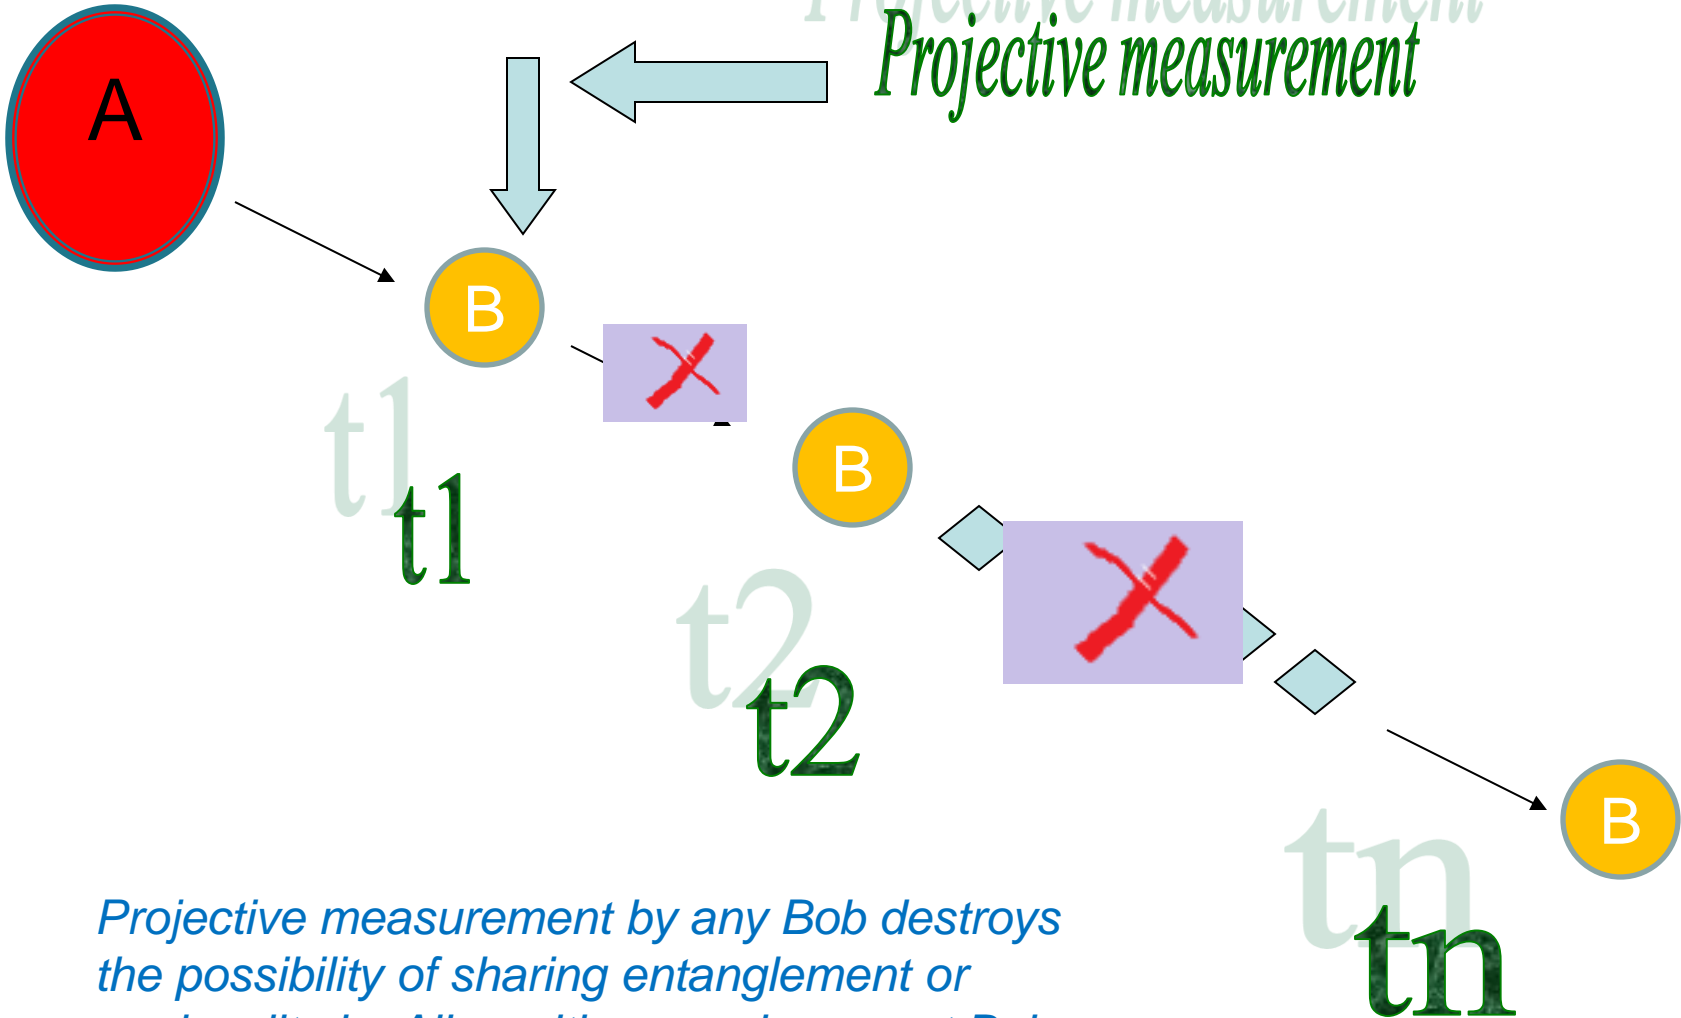 Projective measurement
A
B
t1
B
t2
B
tn
Projective measurement by any Bob destroys
the possibility of sharing entanglement or